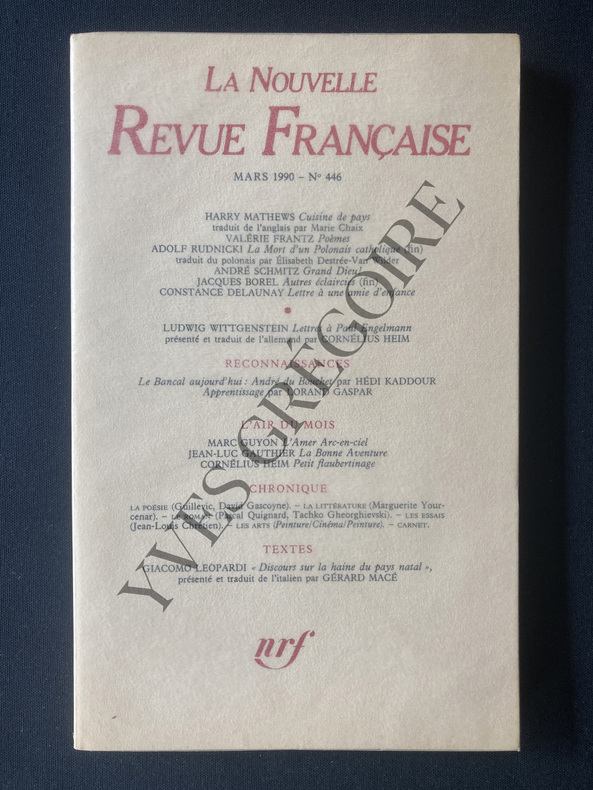 LA NOUVELLE
REVUE FRANÇAISE
MARS 1990 – N° 446
HARRY MATHEWS Cuisine de pays
traduit de l'anglais par Marie Chaix
VALÉRIE FRANTZ Poèmes
ADOLF RUDNICKI La Mort d'un Polonais catholique (fin)
traduit du polonais par Élisabeth Destrée-Van Wilder
ANDRÉ SCHMITZ Grand Dieu!
JACQUES BOREL Autres éclaircies (fin)
CONSTANCE DELAUNAY Lettre à une amie d'enfance
LUDWIG WITTGENSTEIN Lettres à Paul Engelmann
présenté et traduit de l'allemand par CORNÉLIUS HEIM
RECONNAISSANCES
Le Bancal aujourd'hui : André du Bouchet par HÉDI KADDOUR
Apprentissage par LORAND GASPAR
L'AIR DU MOIS
MARC GUYON L'Amer Arc-en-ciel
JEAN-LUC GAUTHIER La Bonne Aventure
CORNÉLIUS HEIM Petit flaubertinage
CHRONIQUE
LA POÉSIE (Guillevic, David Gascoyne). – LA LITTÉRATURE (Marguerite Your-
cenar). – LE ROMAN (Pascal Quignard, Tachko Gheorghievski). – LES ESSAIS
(Jean-Louis Chrétien). – LES ARTS (Peinture/Cinéma/Peinture). – CARNET.
TEXTES
GIACOMO LEOPARDI « Discours sur la haine du pays natal »,
présenté et traduit de l'italien par GÉRARD MACÉ
nrf
YVES GRÉGOIRE